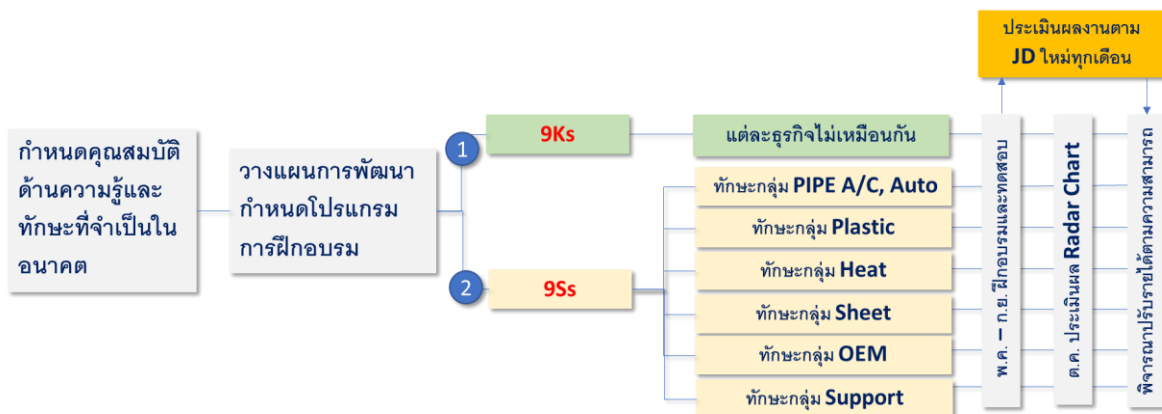 ประเมินผลงานตาม
JD ใหม่ทุกเดือน
กำหนดคุณสมบัติ
ด้านความรู้และ
ทักษะที่จำเป็นใน
อนาคต
วางแผนการพัฒนา
กำหนดโปรแกรม
การฝึกอบรม
1
9Ks
แต่ละธุรกิจไม่เหมือนกัน
2
9Ss
ทักษะกลุ่ม PIPE A/C, Auto
ทักษะกลุ่ม Plastic
ทักษะกลุ่ม Heat
ทักษะกลุ่ม Sheet
ทักษะกลุ่ม OEM
ทักษะกลุ่ม Support
พ.ค. – ก.ย. ฝึกอบรมและทดสอบ
ต.ค. ประเมินผล Radar Chart
พิจารณาปรับรายได้ตามความสามารถ